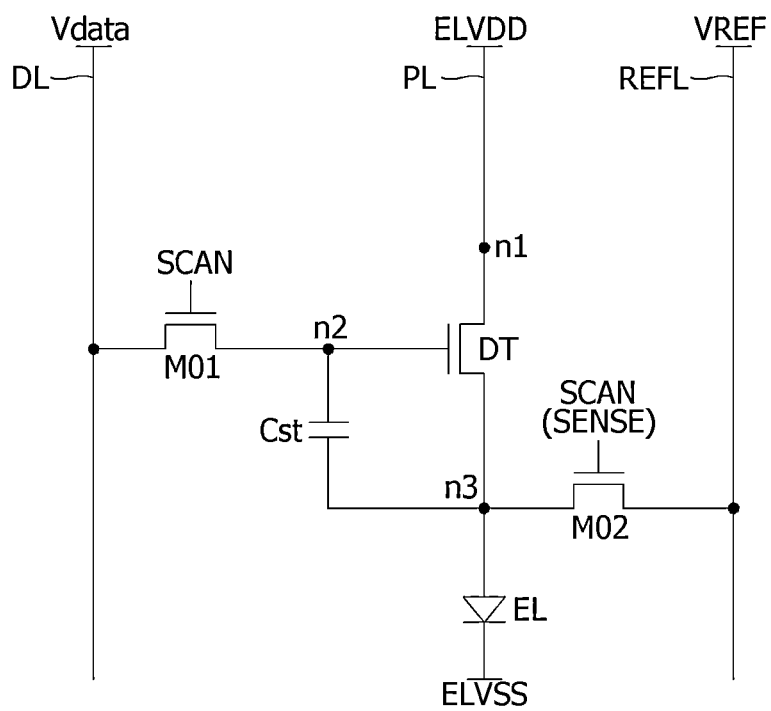 Vdata
ELVDD
VREF
DL
PL
REFL
n1
SCAN
n2
DT
M01
SCAN
(SENSE)
Cst
n3
M02
EL
ELVSS